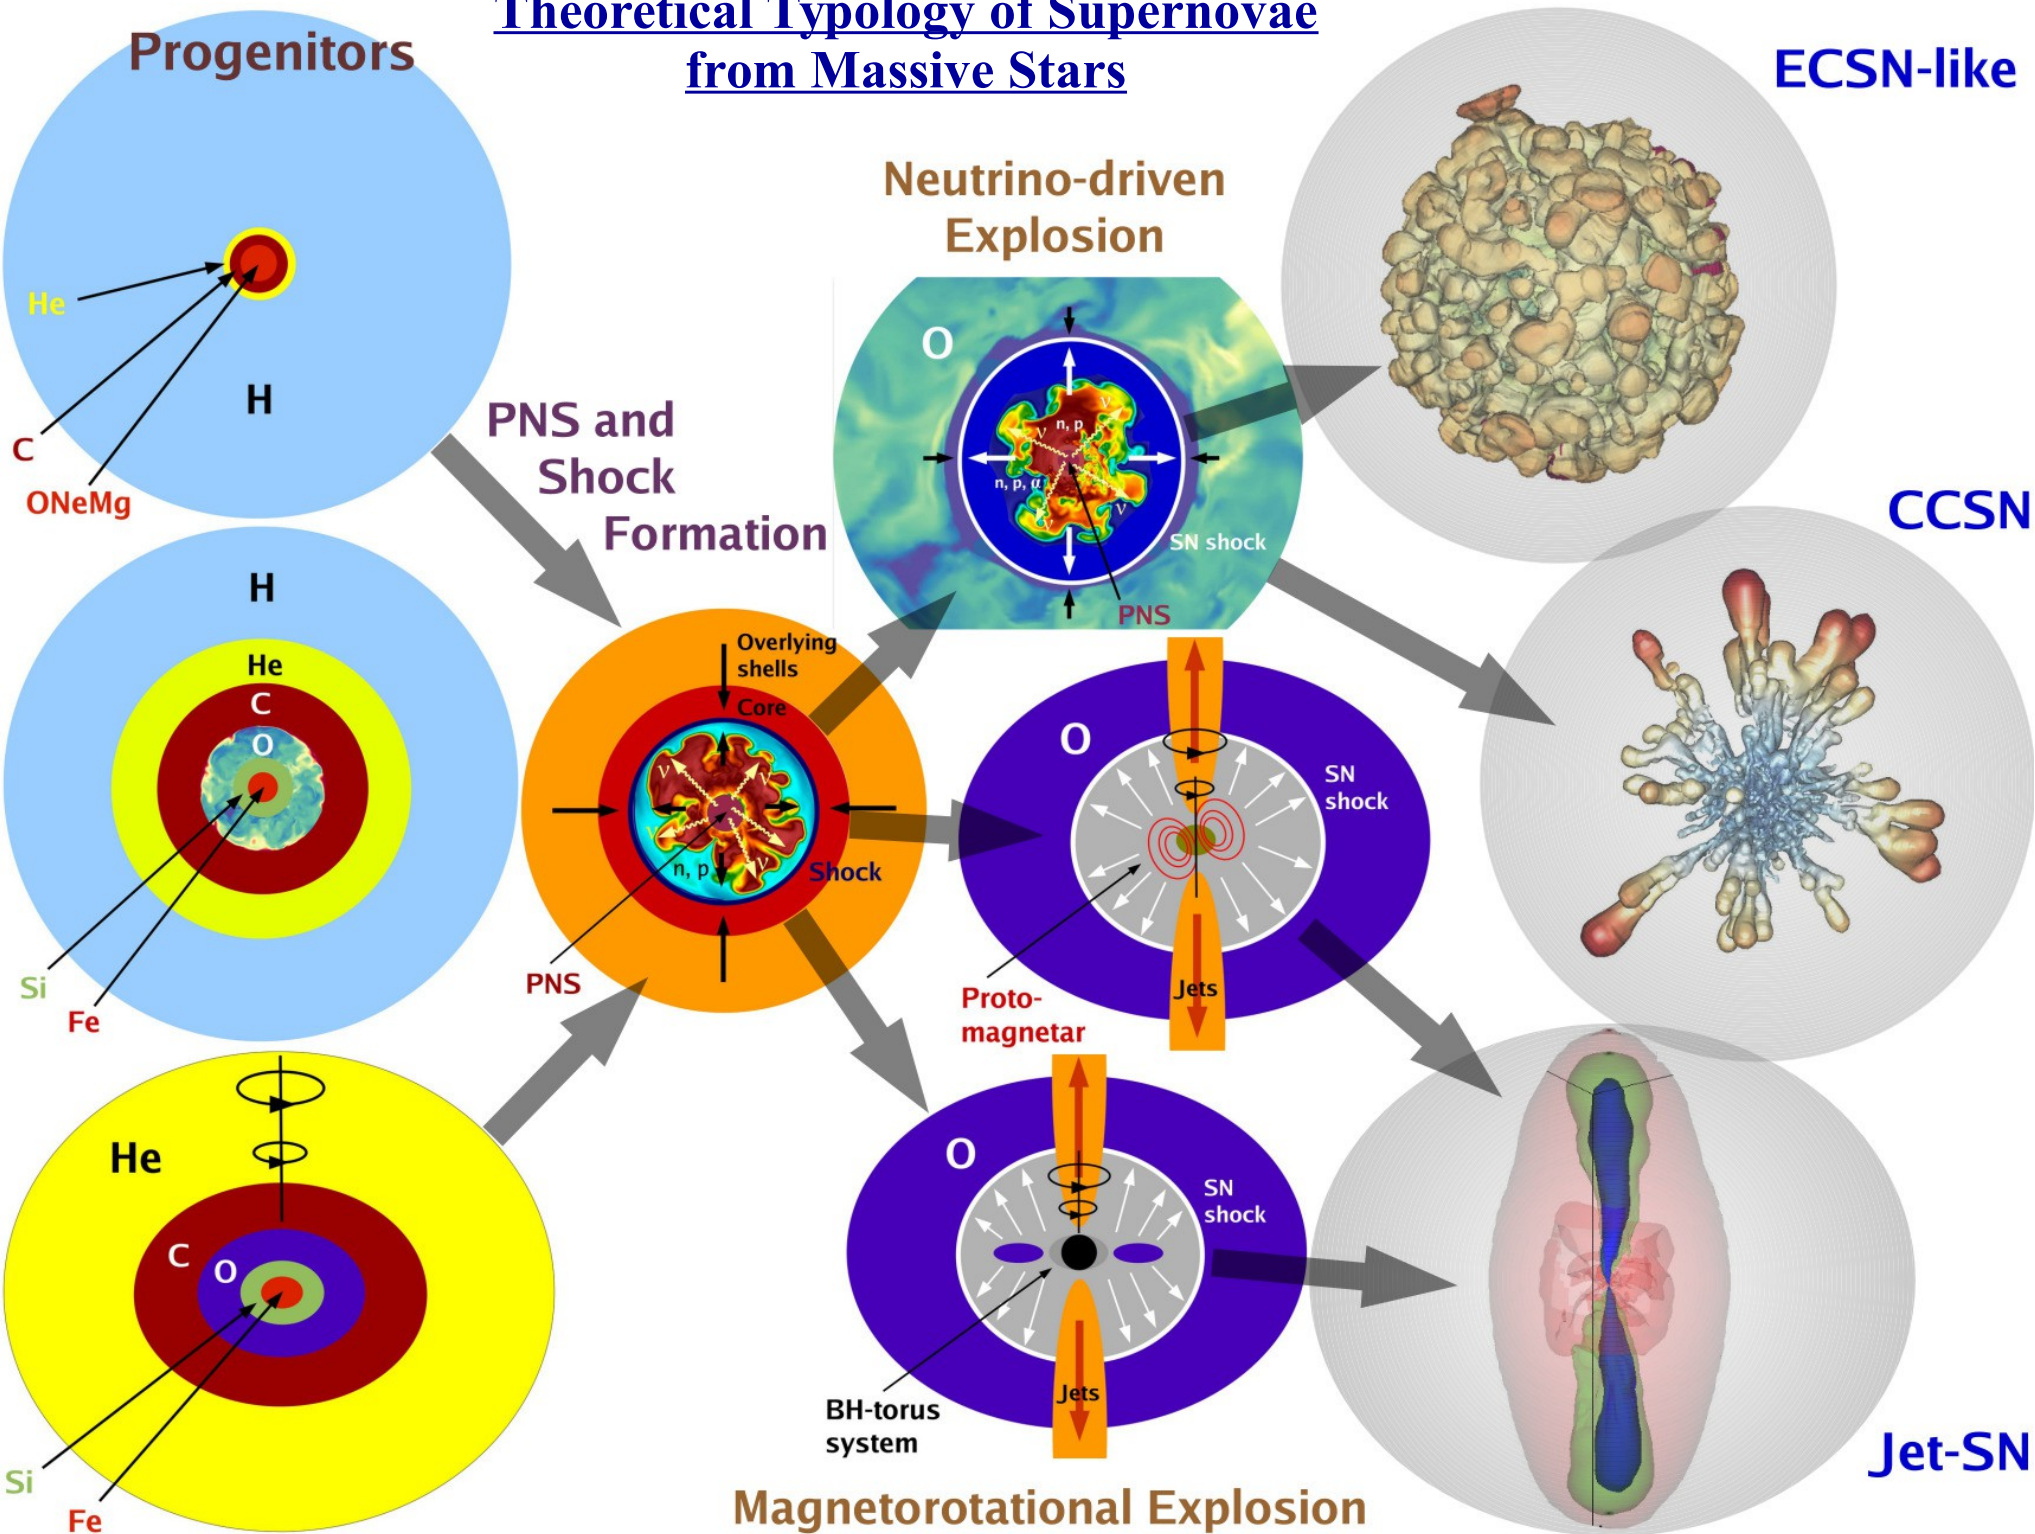 Theoretical Typology of Supernovae
from Massive Stars
Progenitors
ECSN-like
Neutrino-driven
Explosion
He
H
C
ONeMg
PNS and
Shock
Formation
O
ν
n, p
ν
n, p, α
ν
ν
SN shock
PNS
CCSN
H
He
C
O
Si
Fe
Overlying
shells
Core
ν
ν
ν
ν
n, p
Shock
PNS
O
SN
shock
Jets
Proto-
magnetar
He
C
O
Si
Fe
O
SN
shock
Jets
BH-torus
system
Jet-SN
Magnetorotational Explosion